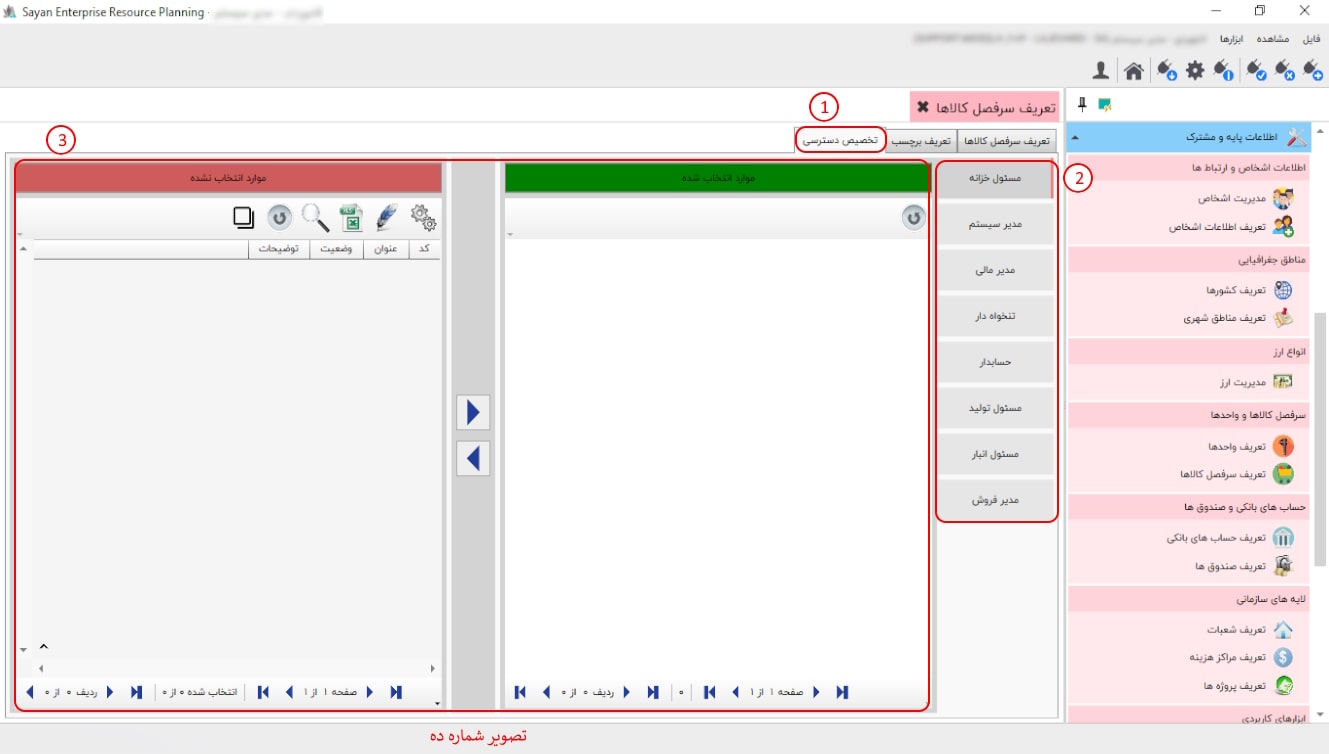 Sayan Enterprise Resource Planning -
فایل مشاهده ابزارها
تعریف سرفصل کالاها
1
3
تعریف سرفصل کالاها تعریف برچسب تخصیص دسترسی
2
مسئول خزانه
مدیر سیستم
مدیر مالی
تنخواه دار
حسابدار
مسئول تولید
مسئول انبار
مدیر فروش
موارد انتخاب شده
ردیف ۰ از ۰
۰
صفحه ۱ از ۱
موارد انتخاب نشده
کد عنوان وضعیت توضیحات
ردیف ۰ از ۰
انتخاب شده ۰ از ۰
صفحه ۱ از ۱
اطلاعات پایه و مشترک
اطلاعات اشخاص و ارتباط ها
مدیریت اشخاص
تعریف اطلاعات اشخاص
مناطق جغرافیایی
تعریف کشورها
تعریف مناطق شهری
انواع ارز
مدیریت ارز
سرفصل کالاها و واحدها
تعریف واحدها
تعریف سرفصل کالاها
حساب های بانکی و صندوق ها
تعریف حساب های بانکی
تعریف صندوق ها
لایه های سازمانی
تعریف شعبات
تعریف مراکز هزینه
تعریف پروژه ها
ابزارهای کاربردی
تصویر شماره ده